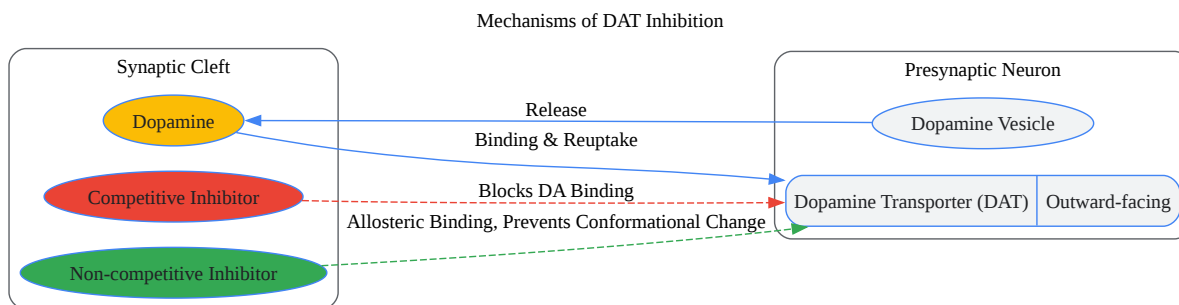 Mechanisms of DAT Inhibition
Synaptic Cleft
Presynaptic Neuron
Dopamine
Release
Dopamine Vesicle
Binding & Reuptake
Competitive Inhibitor
Blocks DA Binding
Dopamine Transporter (DAT)
Outward-facing
Allosteric Binding, Prevents Conformational Change
Non-competitive Inhibitor